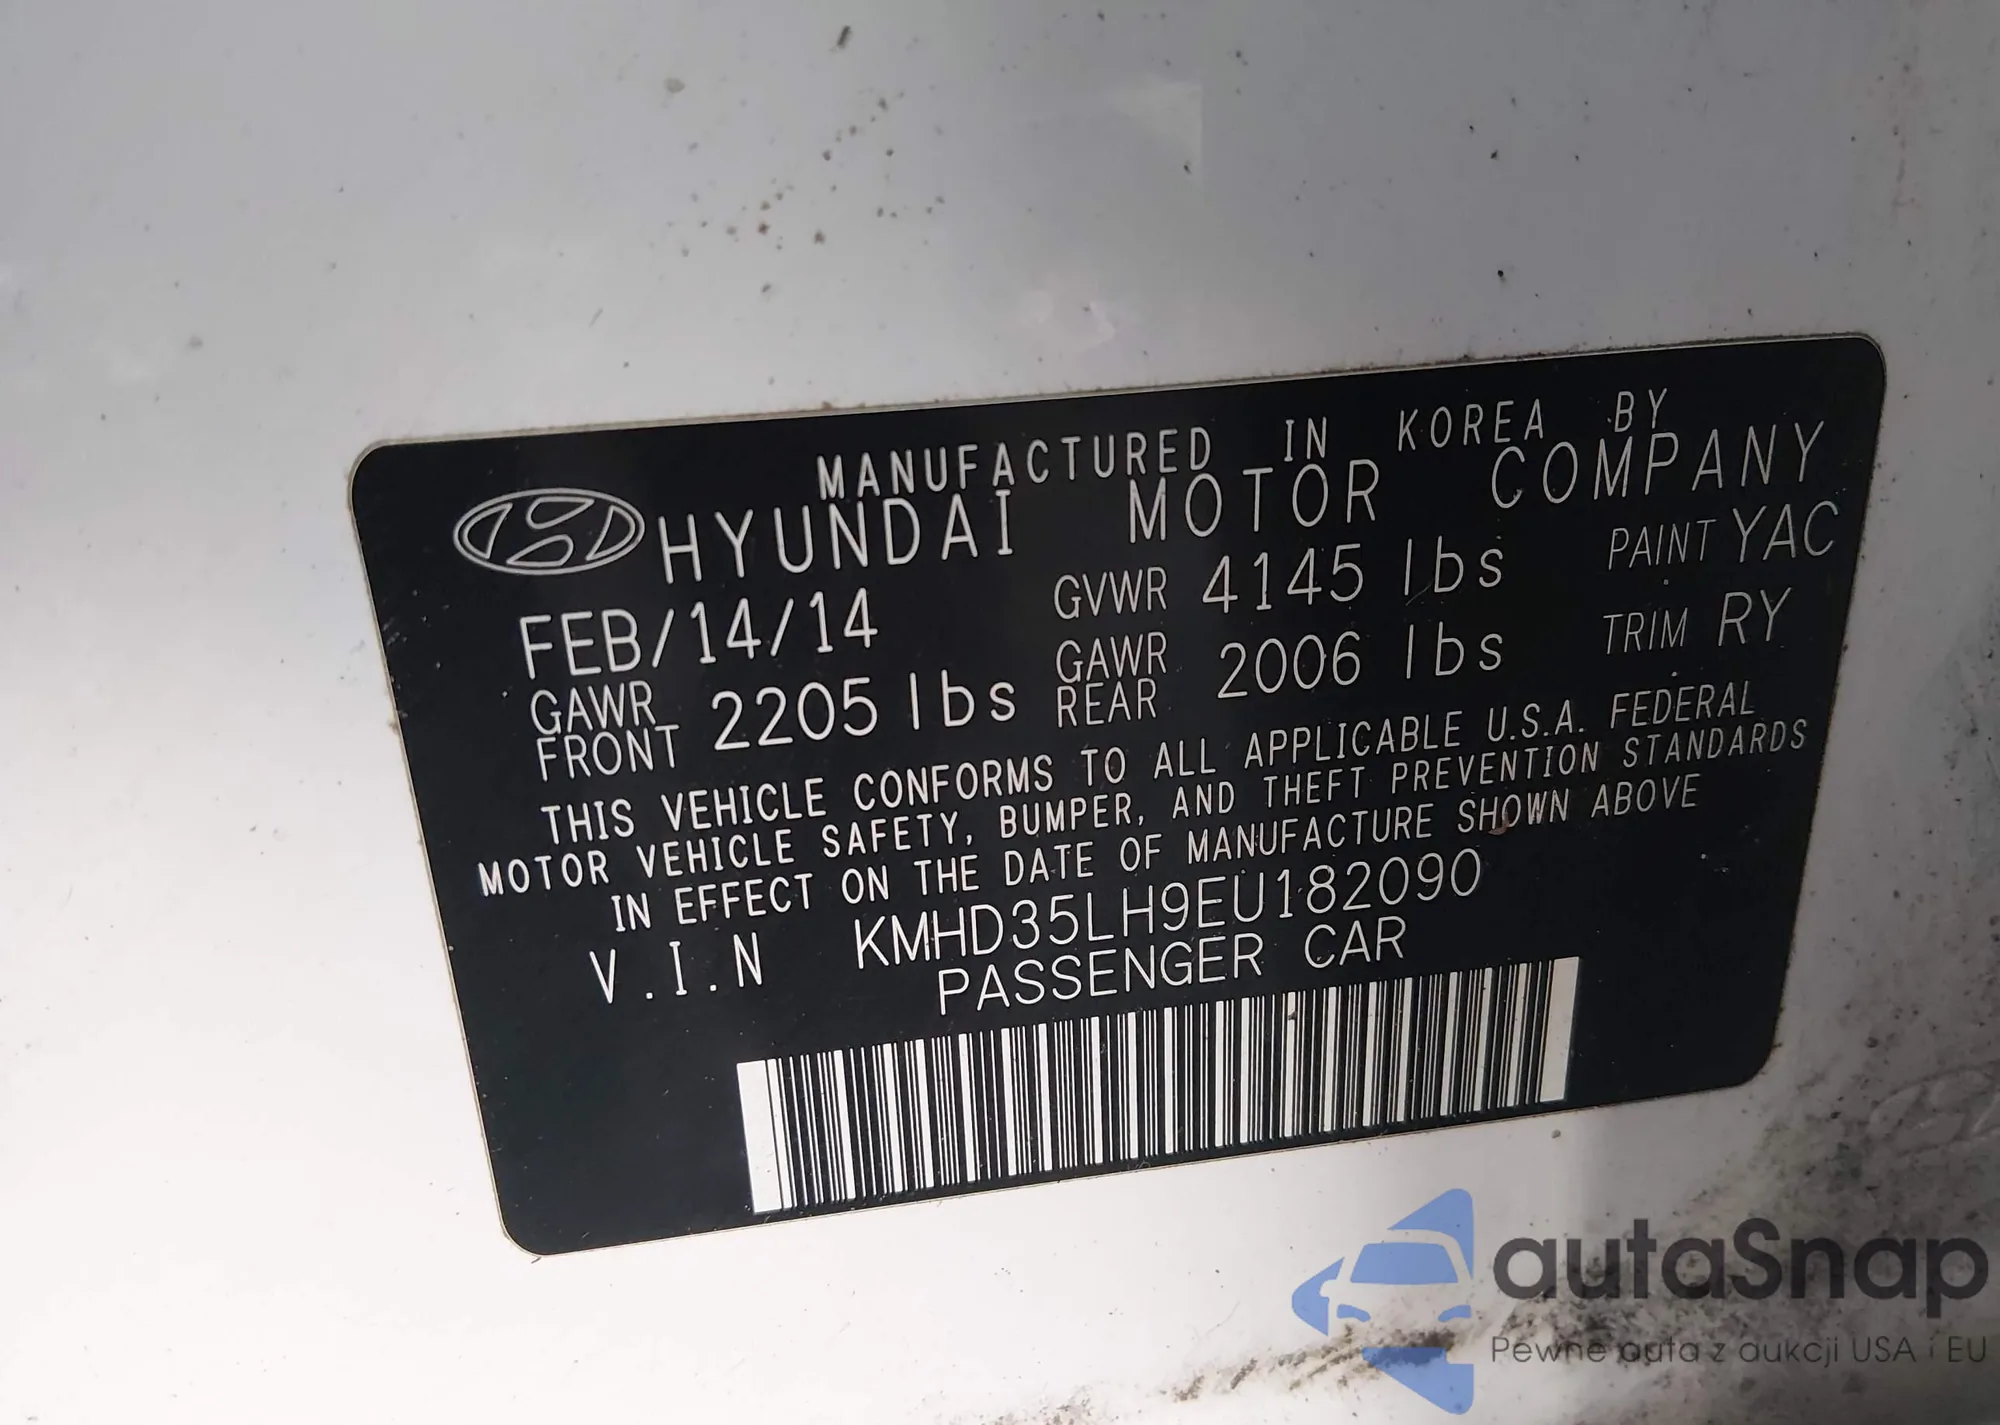 MANUFACTURED IN KOREA BY
HYUNDAI MOTOR COMPANY
FEB/14/14 GVWR 4145 lbs PAINT YAC
GAWR FRONT 2205 lbs GAWR REAR 2006 lbs TRIM RY
THIS VEHICLE CONFORMS TO ALL APPLICABLE U.S.A. FEDERAL
MOTOR VEHICLE SAFETY, BUMPER, AND THEFT PREVENTION STANDARDS
IN EFFECT ON THE DATE OF MANUFACTURE SHOWN ABOVE
V.I.N KMHD35LH9EU182090
PASSENGER CAR
autaSnap
Pewne auta z aukcji USA i EU